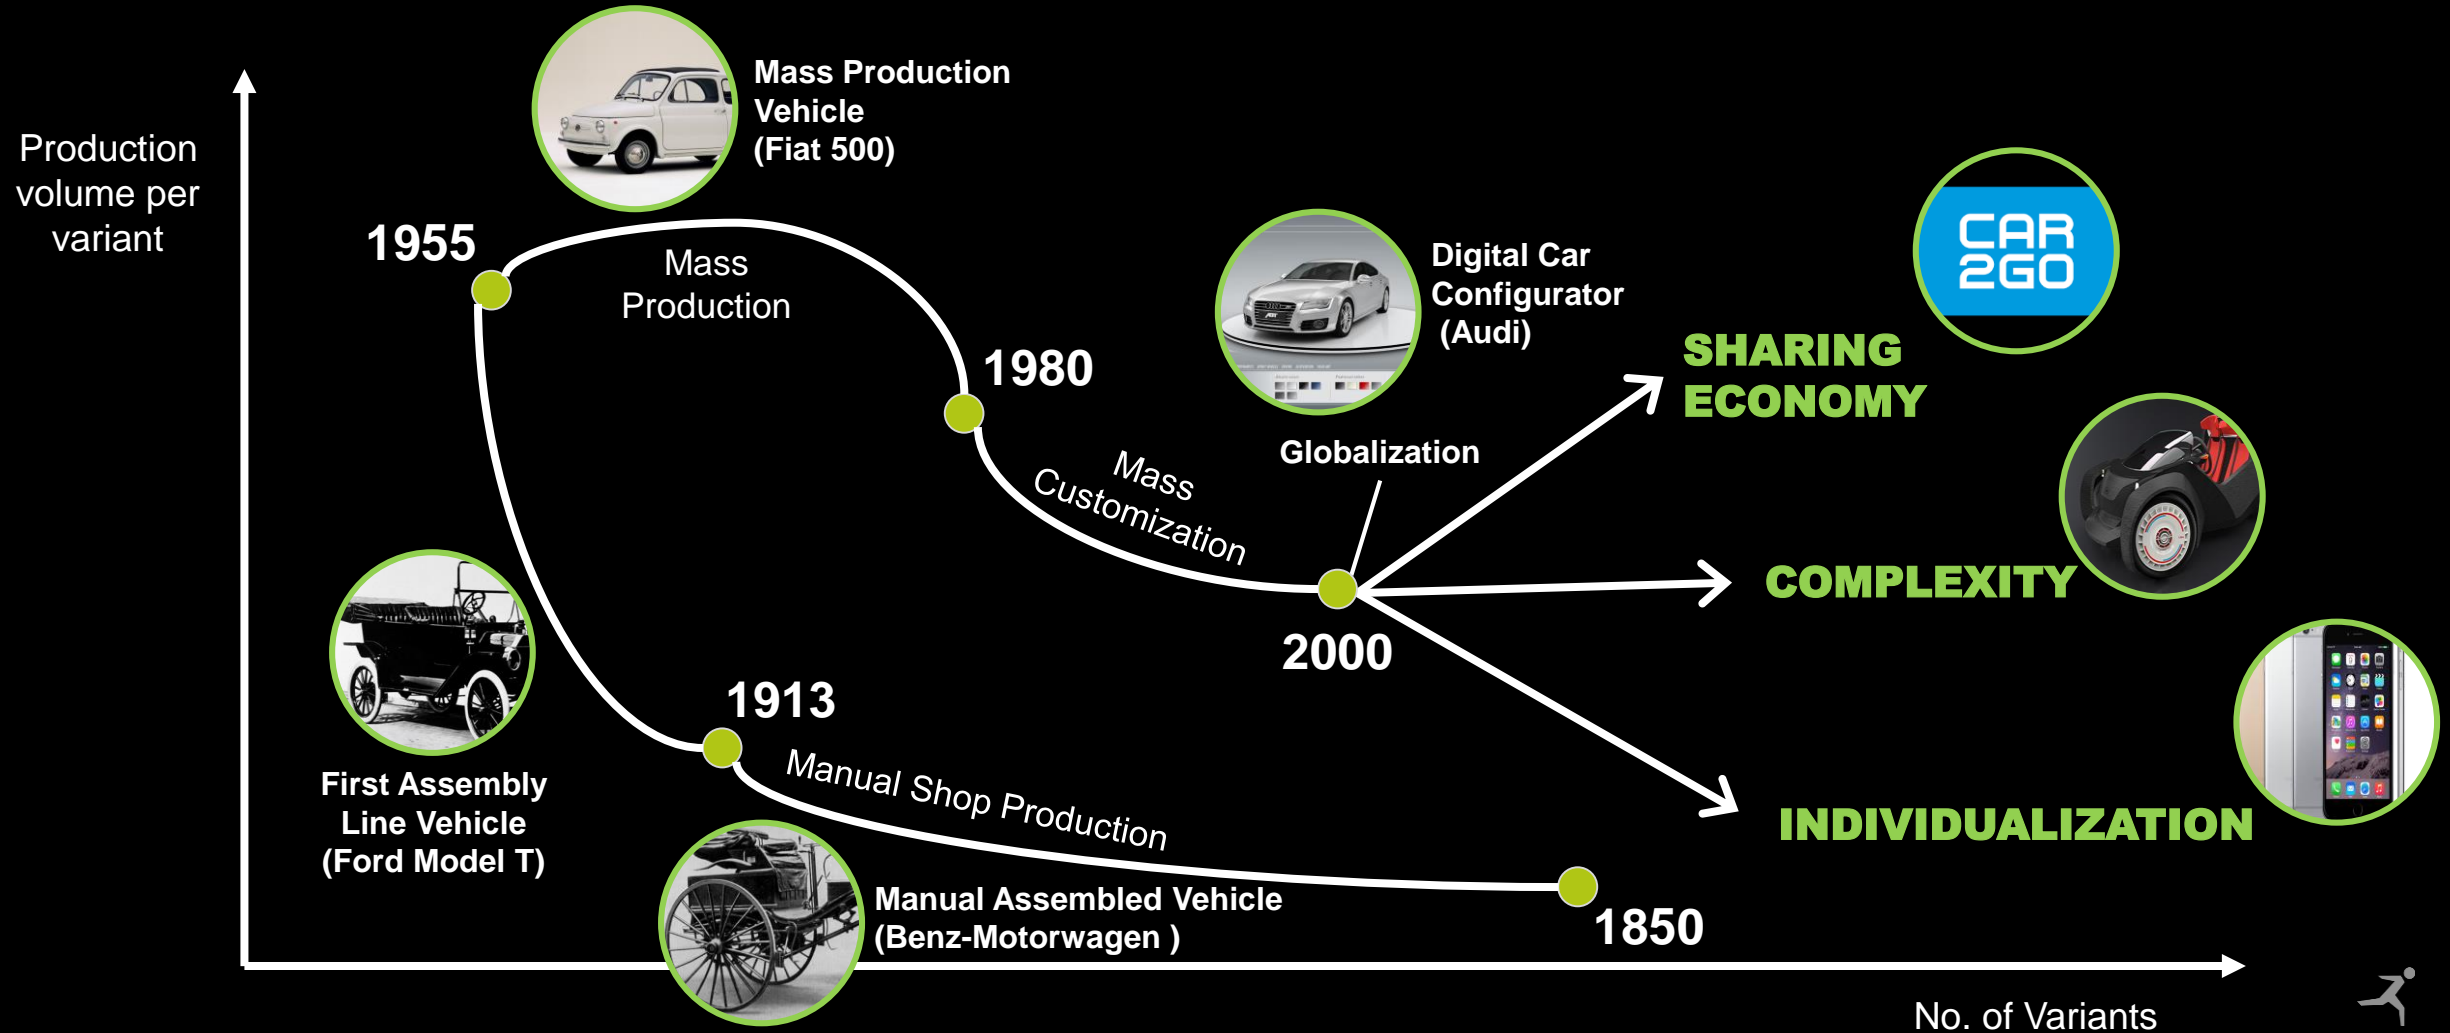 Production
volume per
variant
Mass Production
Vehicle
(Fiat 500)
1955
Mass
Production
1980
Digital Car
Configurator
(Audi)
CAR
2GO
SHARING
ECONOMY
Globalization
Mass
Customization
2000
COMPLEXITY
INDIVIDUALIZATION
First Assembly
Line Vehicle
(Ford Model T)
1913
Manual Shop Production
Manual Assembled Vehicle
(Benz-Motorwagen )
1850
No. of Variants